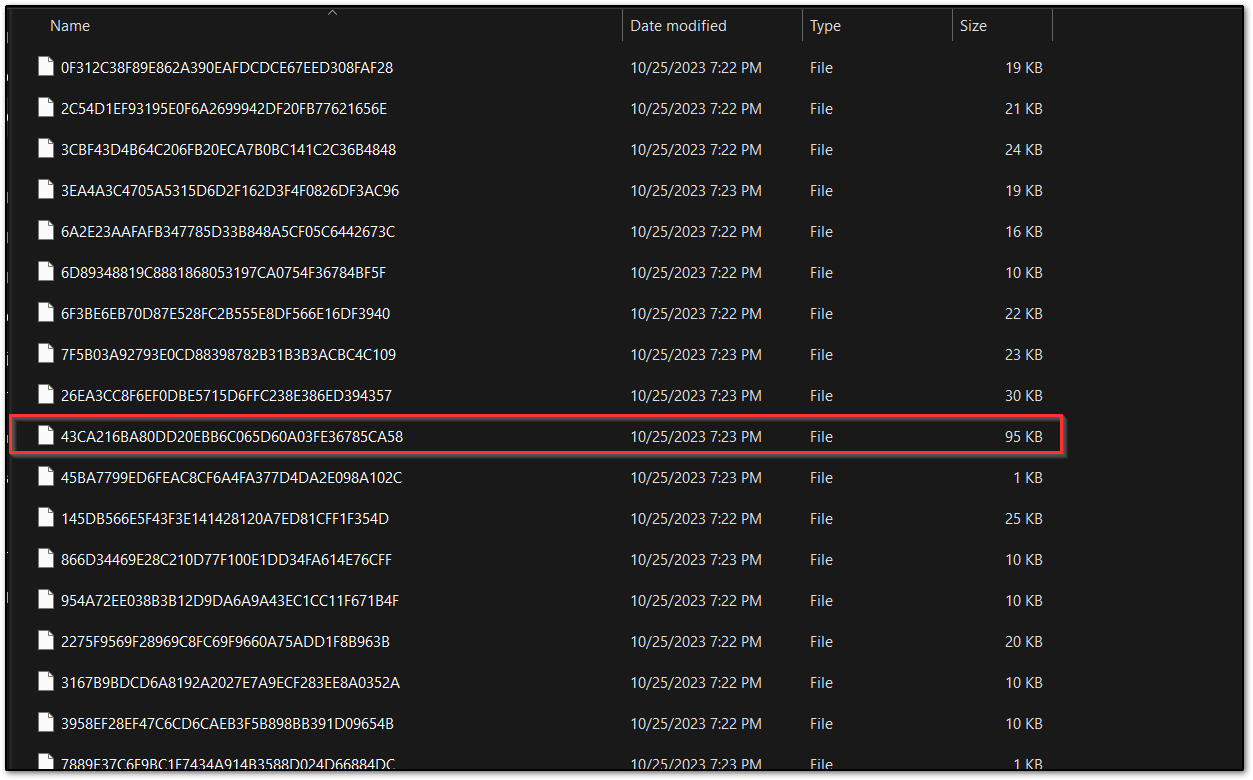 Name Date modified Type Size
0F312C38F89E862A390EAFDCDCE67EED308FAF28 10/25/2023 7:22 PM File 19 KB
2C54D1EF93195E0F6A2699942DF20FB77621656E 10/25/2023 7:22 PM File 21 KB
3CBF43D4B64C206FB20ECA7B0BC141C2C36B4848 10/25/2023 7:22 PM File 24 KB
3EA4A3C4705A5315D6D2F162D3F4F0826DF3AC96 10/25/2023 7:23 PM File 19 KB
6A2E23AAFAFB347785D33B848A5CF05C6442673C 10/25/2023 7:22 PM File 16 KB
6D89348819C8881868053197CA0754F36784BF5F 10/25/2023 7:22 PM File 10 KB
6F3BE6EB70D87E528FC2B555E8DF566E16DF3940 10/25/2023 7:22 PM File 22 KB
7F5B03A92793E0CD88398782B31B3B3ACBC4C109 10/25/2023 7:23 PM File 23 KB
26EA3CC8F6EF0DBE5715D6FFC238E386ED394357 10/25/2023 7:23 PM File 30 KB
43CA216BA80DD20EBB6C065D60A03FE36785CA58 10/25/2023 7:23 PM File 95 KB
45BA7799ED6FEAC8CF6A4FA377D4DA2E098A102C 10/25/2023 7:23 PM File 1 KB
145DB566E5F43F3E141428120A7ED81CFF1F354D 10/25/2023 7:22 PM File 25 KB
866D34469E28C210D77F100E1DD34FA614E76CFF 10/25/2023 7:23 PM File 10 KB
954A72EE038B3B12D9DA6A9A43EC1CC11F671B4F 10/25/2023 7:22 PM File 10 KB
2275F9569F28969C8FC69F9660A75ADD1F8B963B 10/25/2023 7:22 PM File 20 KB
3167B9BDCD6A8192A2027E7A9ECF283EE8A0352A 10/25/2023 7:22 PM File 10 KB
3958EF28EF47C6CD6CAEB3F5B898BB391D09654B 10/25/2023 7:22 PM File 10 KB
7889E37C6F9BC1F7434A914B3588D024D66884DC 10/25/2023 7:23 PM File 1 KB